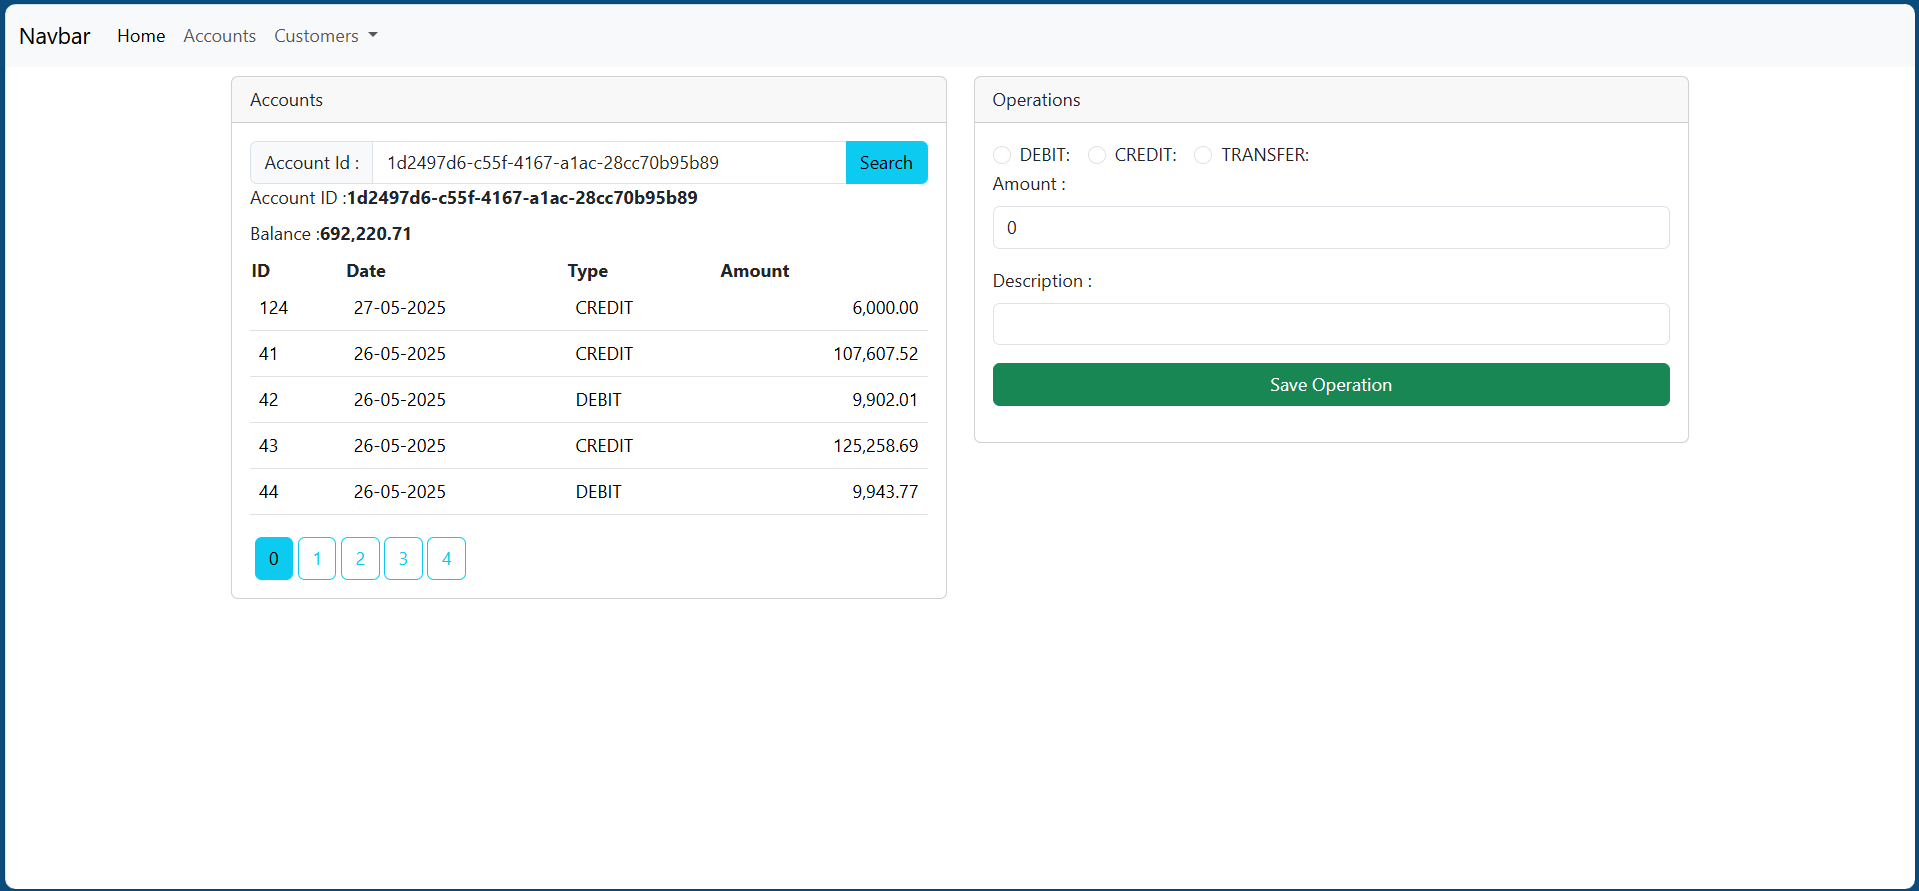 Navbar Home Accounts Customers
Accounts
Account Id : 1d2497d6-c55f-4167-a1ac-28cc70b95b89 Search
Account ID :1d2497d6-c55f-4167-a1ac-28cc70b95b89
Balance :692,220.71
ID Date Type Amount
124 27-05-2025 CREDIT 6,000.00
41 26-05-2025 CREDIT 107,607.52
42 26-05-2025 DEBIT 9,902.01
43 26-05-2025 CREDIT 125,258.69
44 26-05-2025 DEBIT 9,943.77
0 1 2 3 4
Operations
DEBIT: CREDIT: TRANSFER:
Amount :
0
Description :
Save Operation